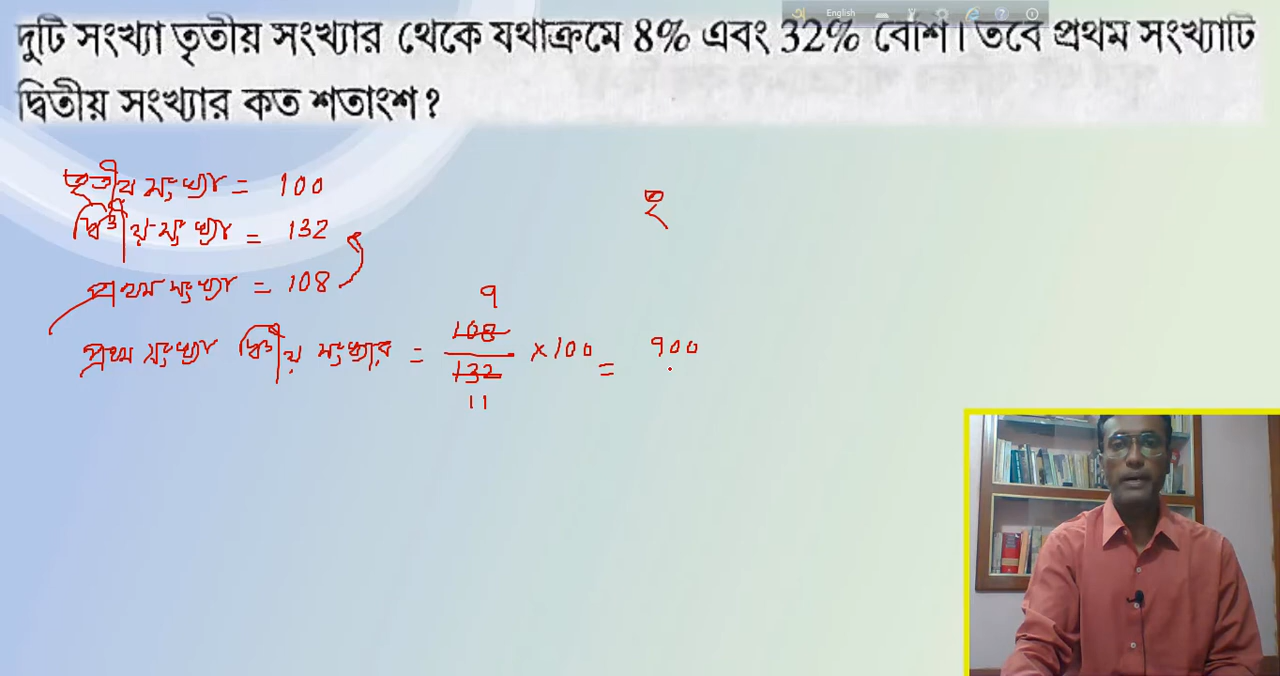 English
দুটি সংখ্যা তৃতীয় সংখ্যার থেকে যথাক্রমে 8% এবং 32% বেশি। তবে প্রথম সংখ্যাটি
দ্বিতীয় সংখ্যার কত শতাংশ?
তৃতীয় সংখ্যা = 100
দ্বিতীয় সংখ্যা = 132
প্রথম সংখ্যা = 108
9
প্রথম সংখ্যা দ্বিতীয় সংখ্যার = 108/132 × 100 = 900
11